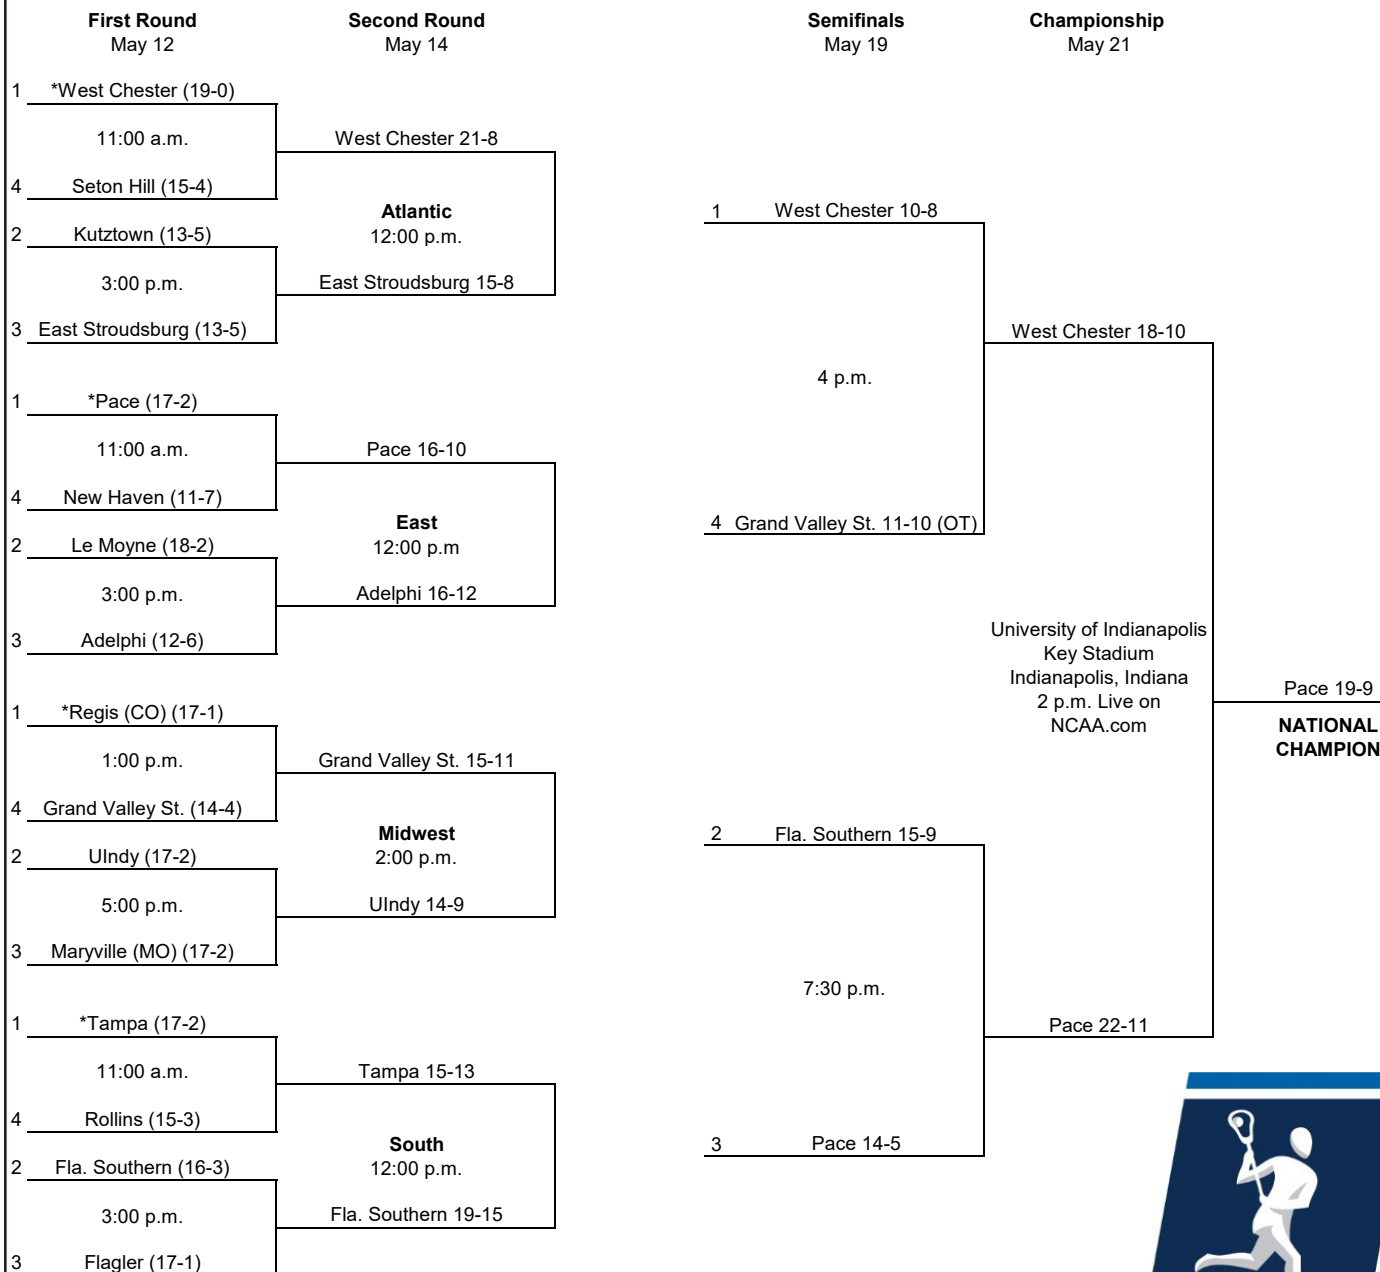 First Round
May 12
Second Round
May 14
Semifinals
May 19
Championship
May 21
1 *West Chester (19-0)
11:00 a.m.
4 Seton Hill (15-4)
West Chester 21-8
Atlantic
12:00 p.m.
2 Kutztown (13-5)
3:00 p.m.
3 East Stroudsburg (13-5)
East Stroudsburg 15-8
1 *Pace (17-2)
11:00 a.m.
4 New Haven (11-7)
Pace 16-10
East
12:00 p.m
2 Le Moyne (18-2)
3:00 p.m.
3 Adelphi (12-6)
Adelphi 16-12
1 *Regis (CO) (17-1)
1:00 p.m.
4 Grand Valley St. (14-4)
Grand Valley St. 15-11
Midwest
2:00 p.m.
2 UIndy (17-2)
5:00 p.m.
3 Maryville (MO) (17-2)
UIndy 14-9
1 *Tampa (17-2)
11:00 a.m.
4 Rollins (15-3)
Tampa 15-13
South
12:00 p.m.
2 Fla. Southern (16-3)
3:00 p.m.
3 Flagler (17-1)
Fla. Southern 19-15
1 West Chester 10-8
4 p.m.
4 Grand Valley St. 11-10 (OT)
West Chester 18-10
2 Fla. Southern 15-9
7:30 p.m.
3 Pace 14-5
Pace 22-11
University of Indianapolis
Key Stadium
Indianapolis, Indiana
2 p.m. Live on
NCAA.com
Pace 19-9
NATIONAL
CHAMPION